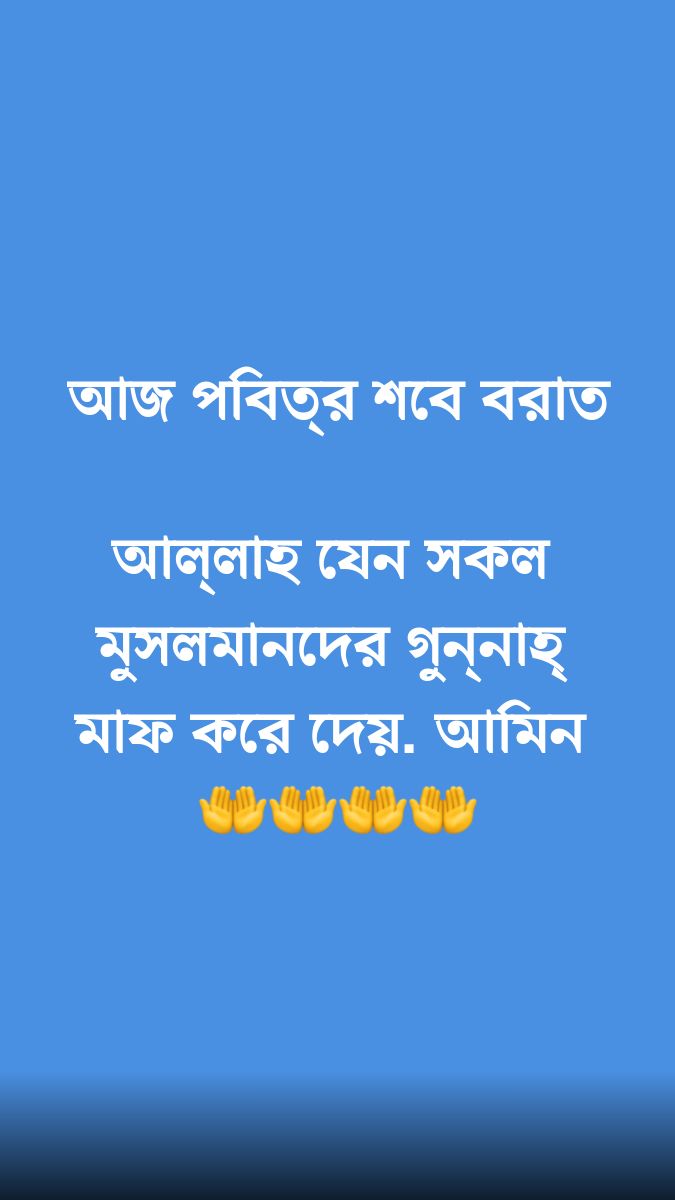 আজ পবিত্‌র শবে বরাত
আল্‌লাহ যেন সকল
মুসলমানদের গুন্‌নাহ্
মাফ করে দেয়. আমিন
🤲🤲🤲🤲